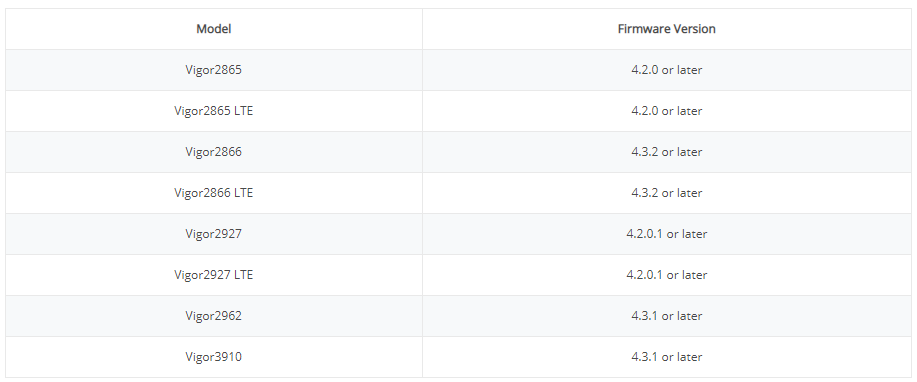 Model Firmware Version
Vigor2865 4.2.0 or later
Vigor2865 LTE 4.2.0 or later
Vigor2866 4.3.2 or later
Vigor2866 LTE 4.3.2 or later
Vigor2927 4.2.0.1 or later
Vigor2927 LTE 4.2.0.1 or later
Vigor2962 4.3.1 or later
Vigor3910 4.3.1 or later